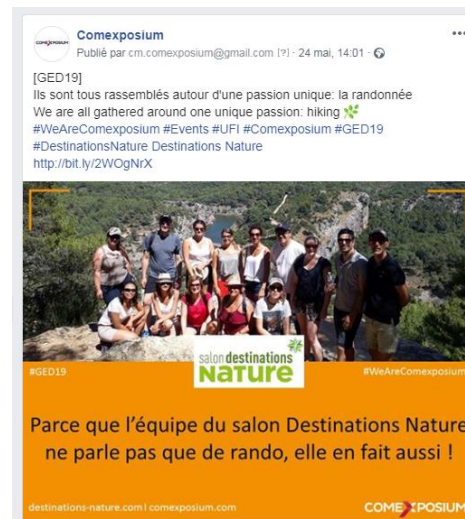 COMEXPOSIUM
Comexposium
Publié par cm.comexposium@gmail.com [?] · 24 mai, 14:01 ·
[GED19]
Ils sont tous rassemblés autour d'une passion unique: la randonnée
We are all gathered around one unique passion: hiking
#WeAreComexposium #Events #UFI #Comexposium #GED19
#DestinationsNature Destinations Nature
http://bit.ly/2WOgNrX
salon destinations
NATURE
#GED19
#WeAreComexposium
Parce que l'équipe du salon Destinations Nature
ne parle pas que de rando, elle en fait aussi !
destinations-nature.com I comexposium.com
COMEXPOSIUM